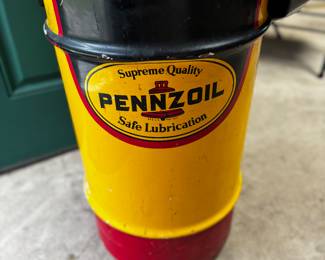 Supreme Quality
PENNZOIL
Safe Lubrication